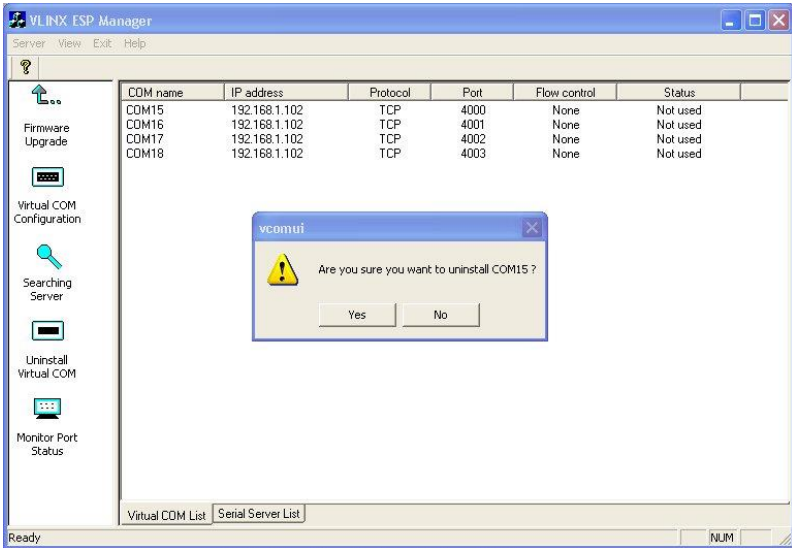 VLINX ESP Manager
Server View Exit Help
COM name IP address Protocol Port Flow control Status
COM15 192.168.1.102 TCP 4000 None Not used
COM16 192.168.1.102 TCP 4001 None Not used
COM17 192.168.1.102 TCP 4002 None Not used
COM18 192.168.1.102 TCP 4003 None Not used
Firmware
Upgrade
Virtual COM
Configuration
Searching
Server
Uninstall
Virtual COM
Monitor Port
Status
vcomui
Are you sure you want to uninstall COM15 ?
Yes No
Virtual COM List Serial Server List
Ready NUM